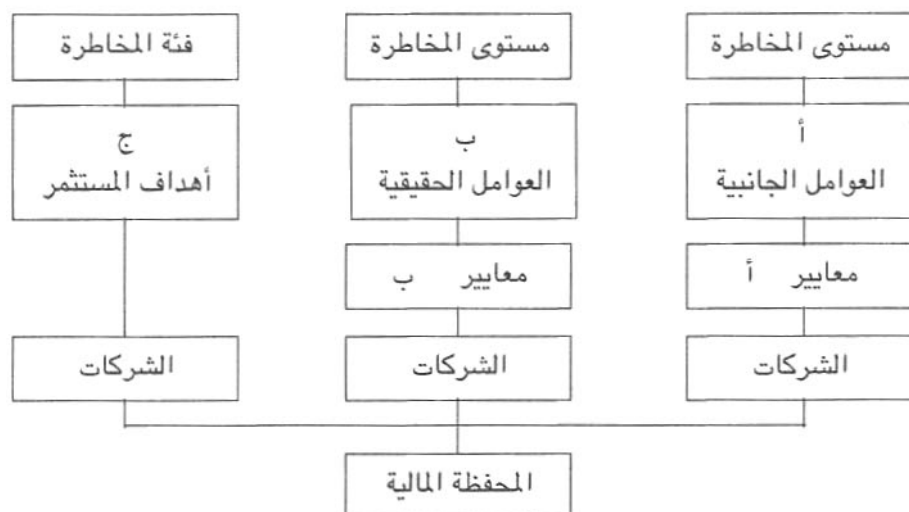 مستوى المخاطرة
مستوى المخاطرة
فئة المخاطرة
أ
العوامل الجانبية
ب
العوامل الحقيقية
ج
أهداف المستثمر
معايير أ
معايير ب
الشركات
الشركات
الشركات
المحفظة المالية